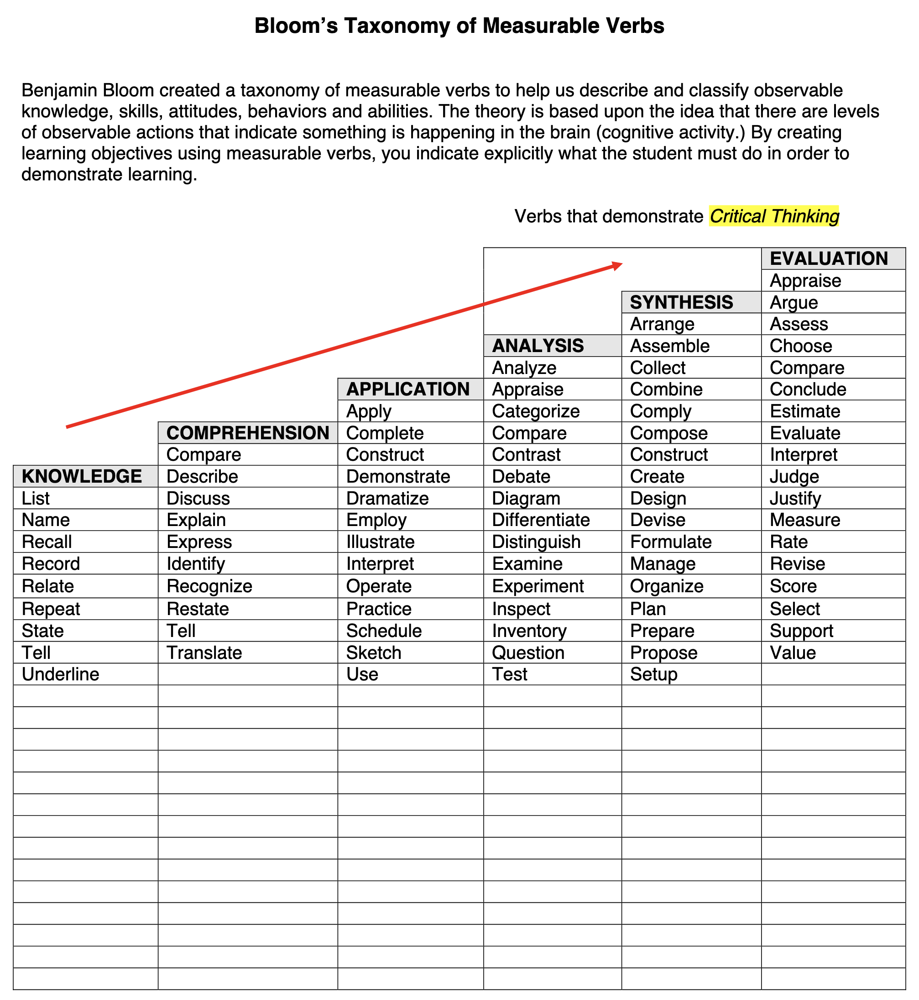 Bloom’s Taxonomy of Measurable Verbs
Benjamin Bloom created a taxonomy of measurable verbs to help us describe and classify observable
knowledge, skills, attitudes, behaviors and abilities. The theory is based upon the idea that there are levels
of observable actions that indicate something is happening in the brain (cognitive activity.) By creating
learning objectives using measurable verbs, you indicate explicitly what the student must do in order to
demonstrate learning.
Verbs that demonstrate Critical Thinking
EVALUATION
Appraise
SYNTHESIS Argue
Arrange Assess
ANALYSIS Assemble Choose
Analyze Collect Compare
APPLICATION Appraise Combine Conclude
Apply Categorize Comply Estimate
COMPREHENSION Complete Compare Compose Evaluate
Compare Construct Contrast Construct Interpret
KNOWLEDGE Describe Demonstrate Debate Create Judge
List Discuss Dramatize Diagram Design Justify
Name Explain Employ Differentiate Devise Measure
Recall Express Illustrate Distinguish Formulate Rate
Record Identify Interpret Examine Manage Revise
Relate Recognize Operate Experiment Organize Score
Repeat Restate Practice Inspect Plan Select
State Tell Schedule Inventory Prepare Support
Tell Translate Sketch Question Propose Value
Underline Use Test Setup